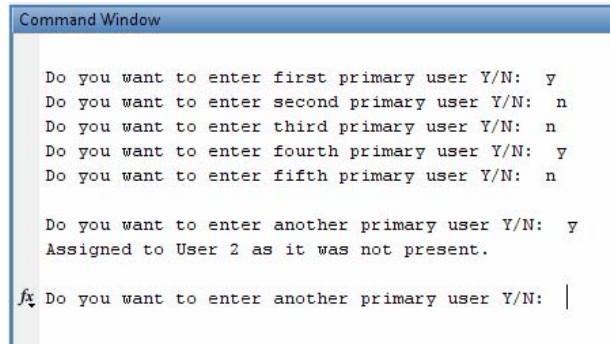 Command Window
Do you want to enter first primary user Y/N: y
Do you want to enter second primary user Y/N: n
Do you want to enter third primary user Y/N: n
Do you want to enter fourth primary user Y/N: y
Do you want to enter fifth primary user Y/N: n
Do you want to enter another primary user Y/N: y
Assigned to User 2 as it was not present.
fx Do you want to enter another primary user Y/N: